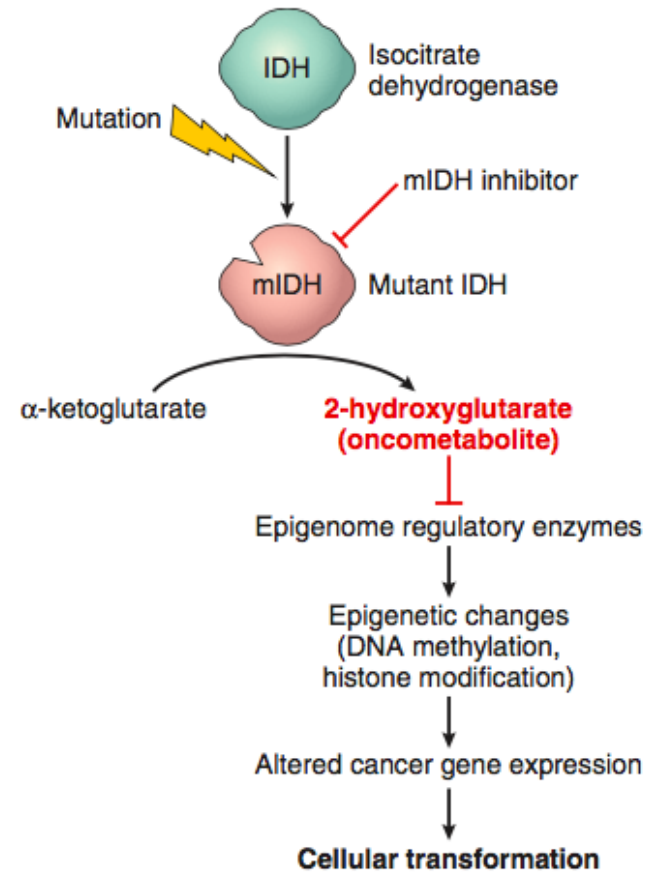 IDH
Isocitrate
dehydrogenase
Mutation
mIDH inhibitor
mIDH
Mutant IDH
α-ketoglutarate
2-hydroxyglutarate
(oncometabolite)
Epigenome regulatory enzymes
Epigenetic changes
(DNA methylation,
histone modification)
Altered cancer gene expression
Cellular transformation